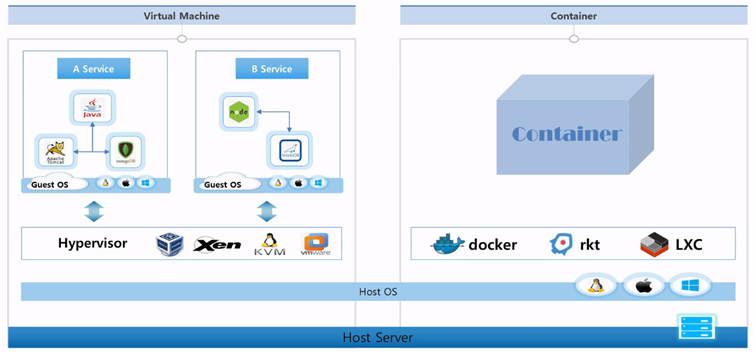 Virtual Machine
Container
A Service
B Service
Java
node
Apache
Tomcat
mongoDB
Guest OS
Guest OS
Container
Hypervisor
Xen
KVM
vmware
docker
rkt
LXC
Host OS
Host Server